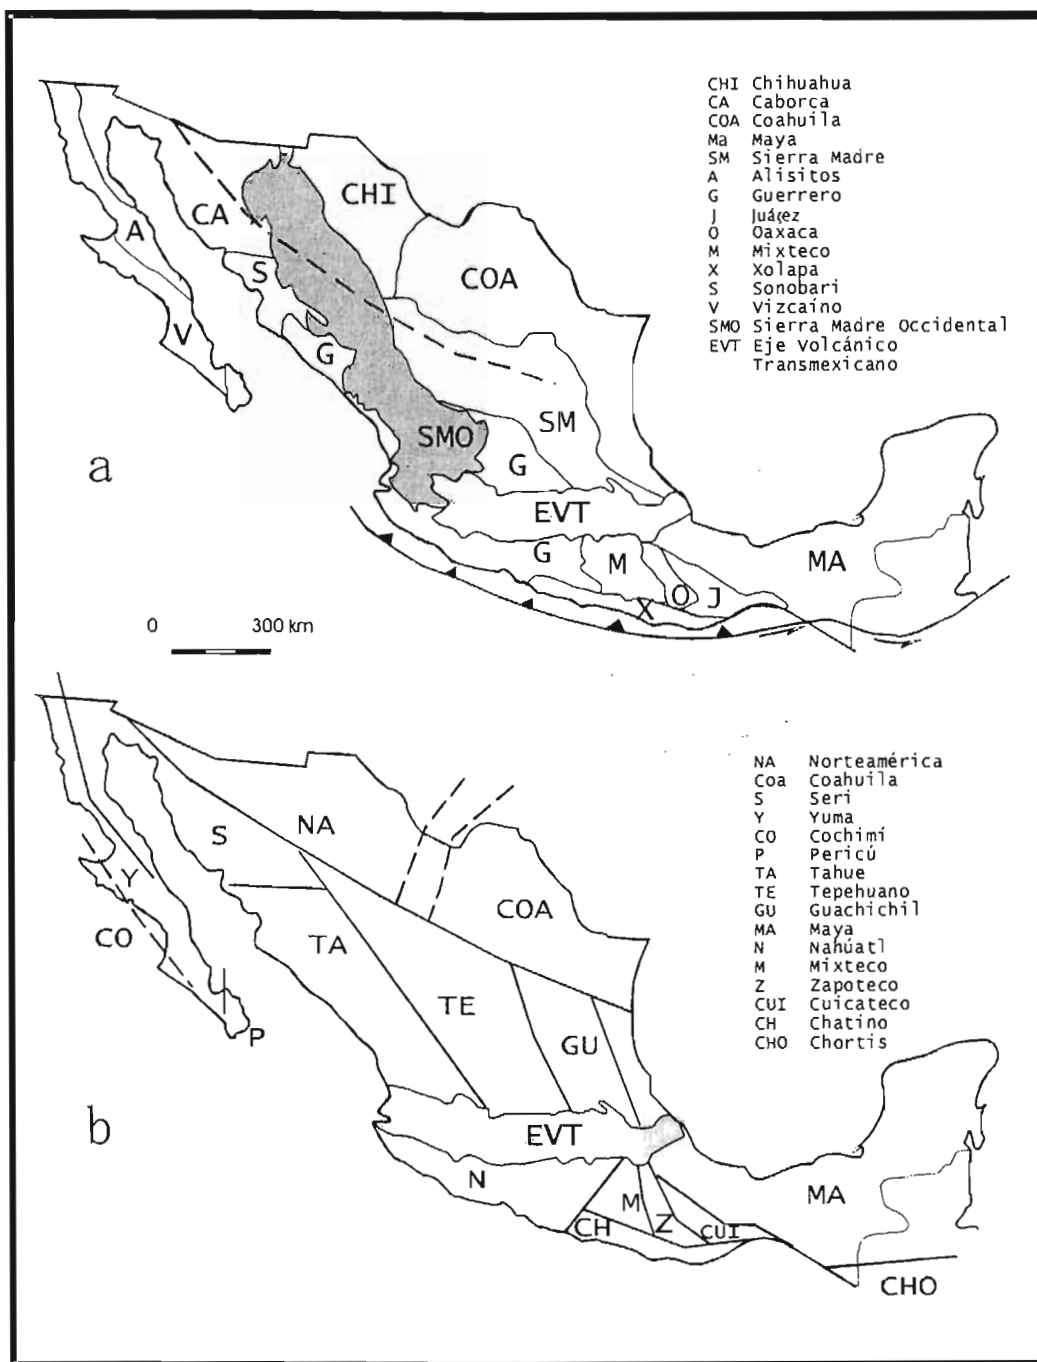 CHI Chihuahua
CA Caborca
COA Coahuila
Ma Maya
SM Sierra Madre
A Alisitos
G Guerrero
J Juáçez
O Oaxaca
M Mixteco
X Xolapa
S Sonobari
V Vizcaíno
SMO Sierra Madre Occidental
EVT Eje Volcánico
Transmexicano
CHI
CA
A
S
COA
V
G
SMO
SM
G
a
EVT
G
M
MA
O
J
X
0 300 km
NA Norteamérica
Coa Coahuila
S Seri
Y Yuma
CO Cochimí
P Pericú
TA Tahue
TE Tepehuano
GU Guachichil
MA Maya
N Nahúatl
M Mixteco
Z Zapoteco
CUI Cuicateco
CH Chatino
CHO Chortis
S
NA
Y
COA
CO
TA
TE
P
GU
b
EVT
N
MA
M
Z
CH
CUI
CHO